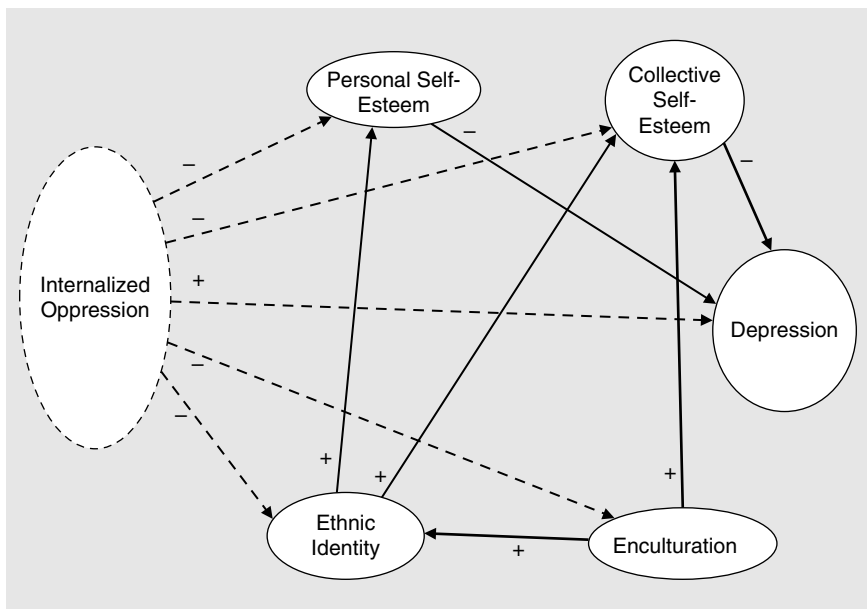 Personal Self-
Esteem
Collective
Self-
Esteem
–
–
–
–
Internalized
Oppression
+
Depression
–
–
+
+
+
Ethnic
Identity
+
Enculturation